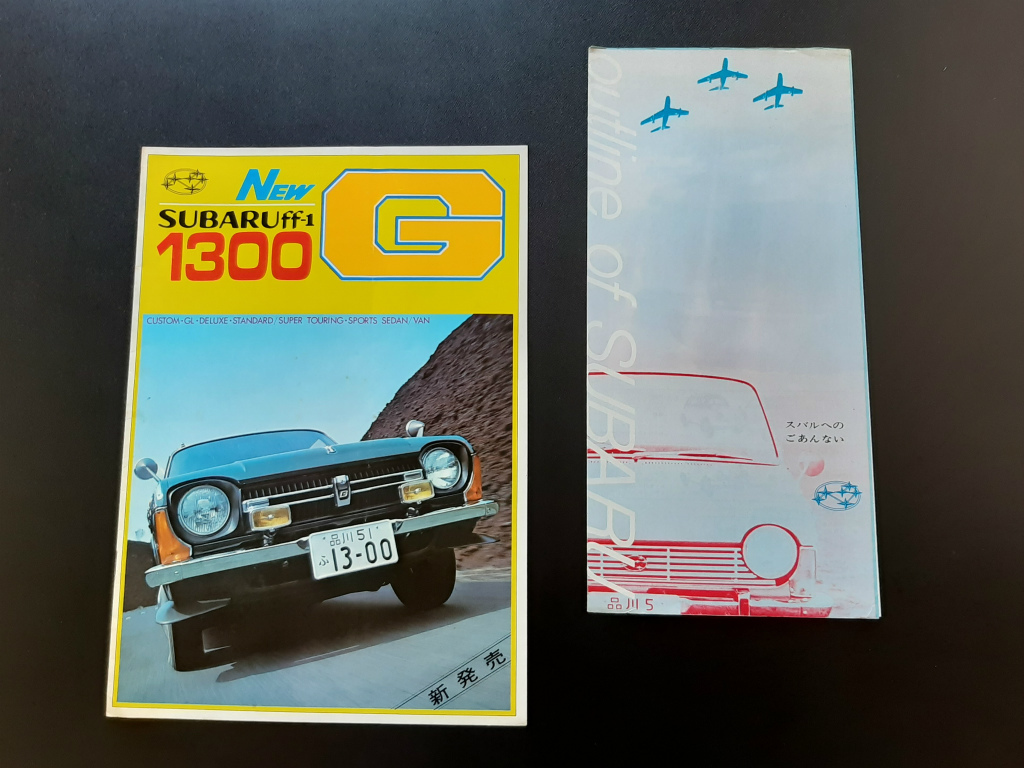 NEW
SUBARU ff-1
1300
G
CUSTOM・GL・DELUXE・STANDARD/SUPER TOURING・SPORTS SEDAN/VAN
G
品川51
ふ 13-00
新発売
outline of SUBARU
スバルへの
ごあんない
品川 5